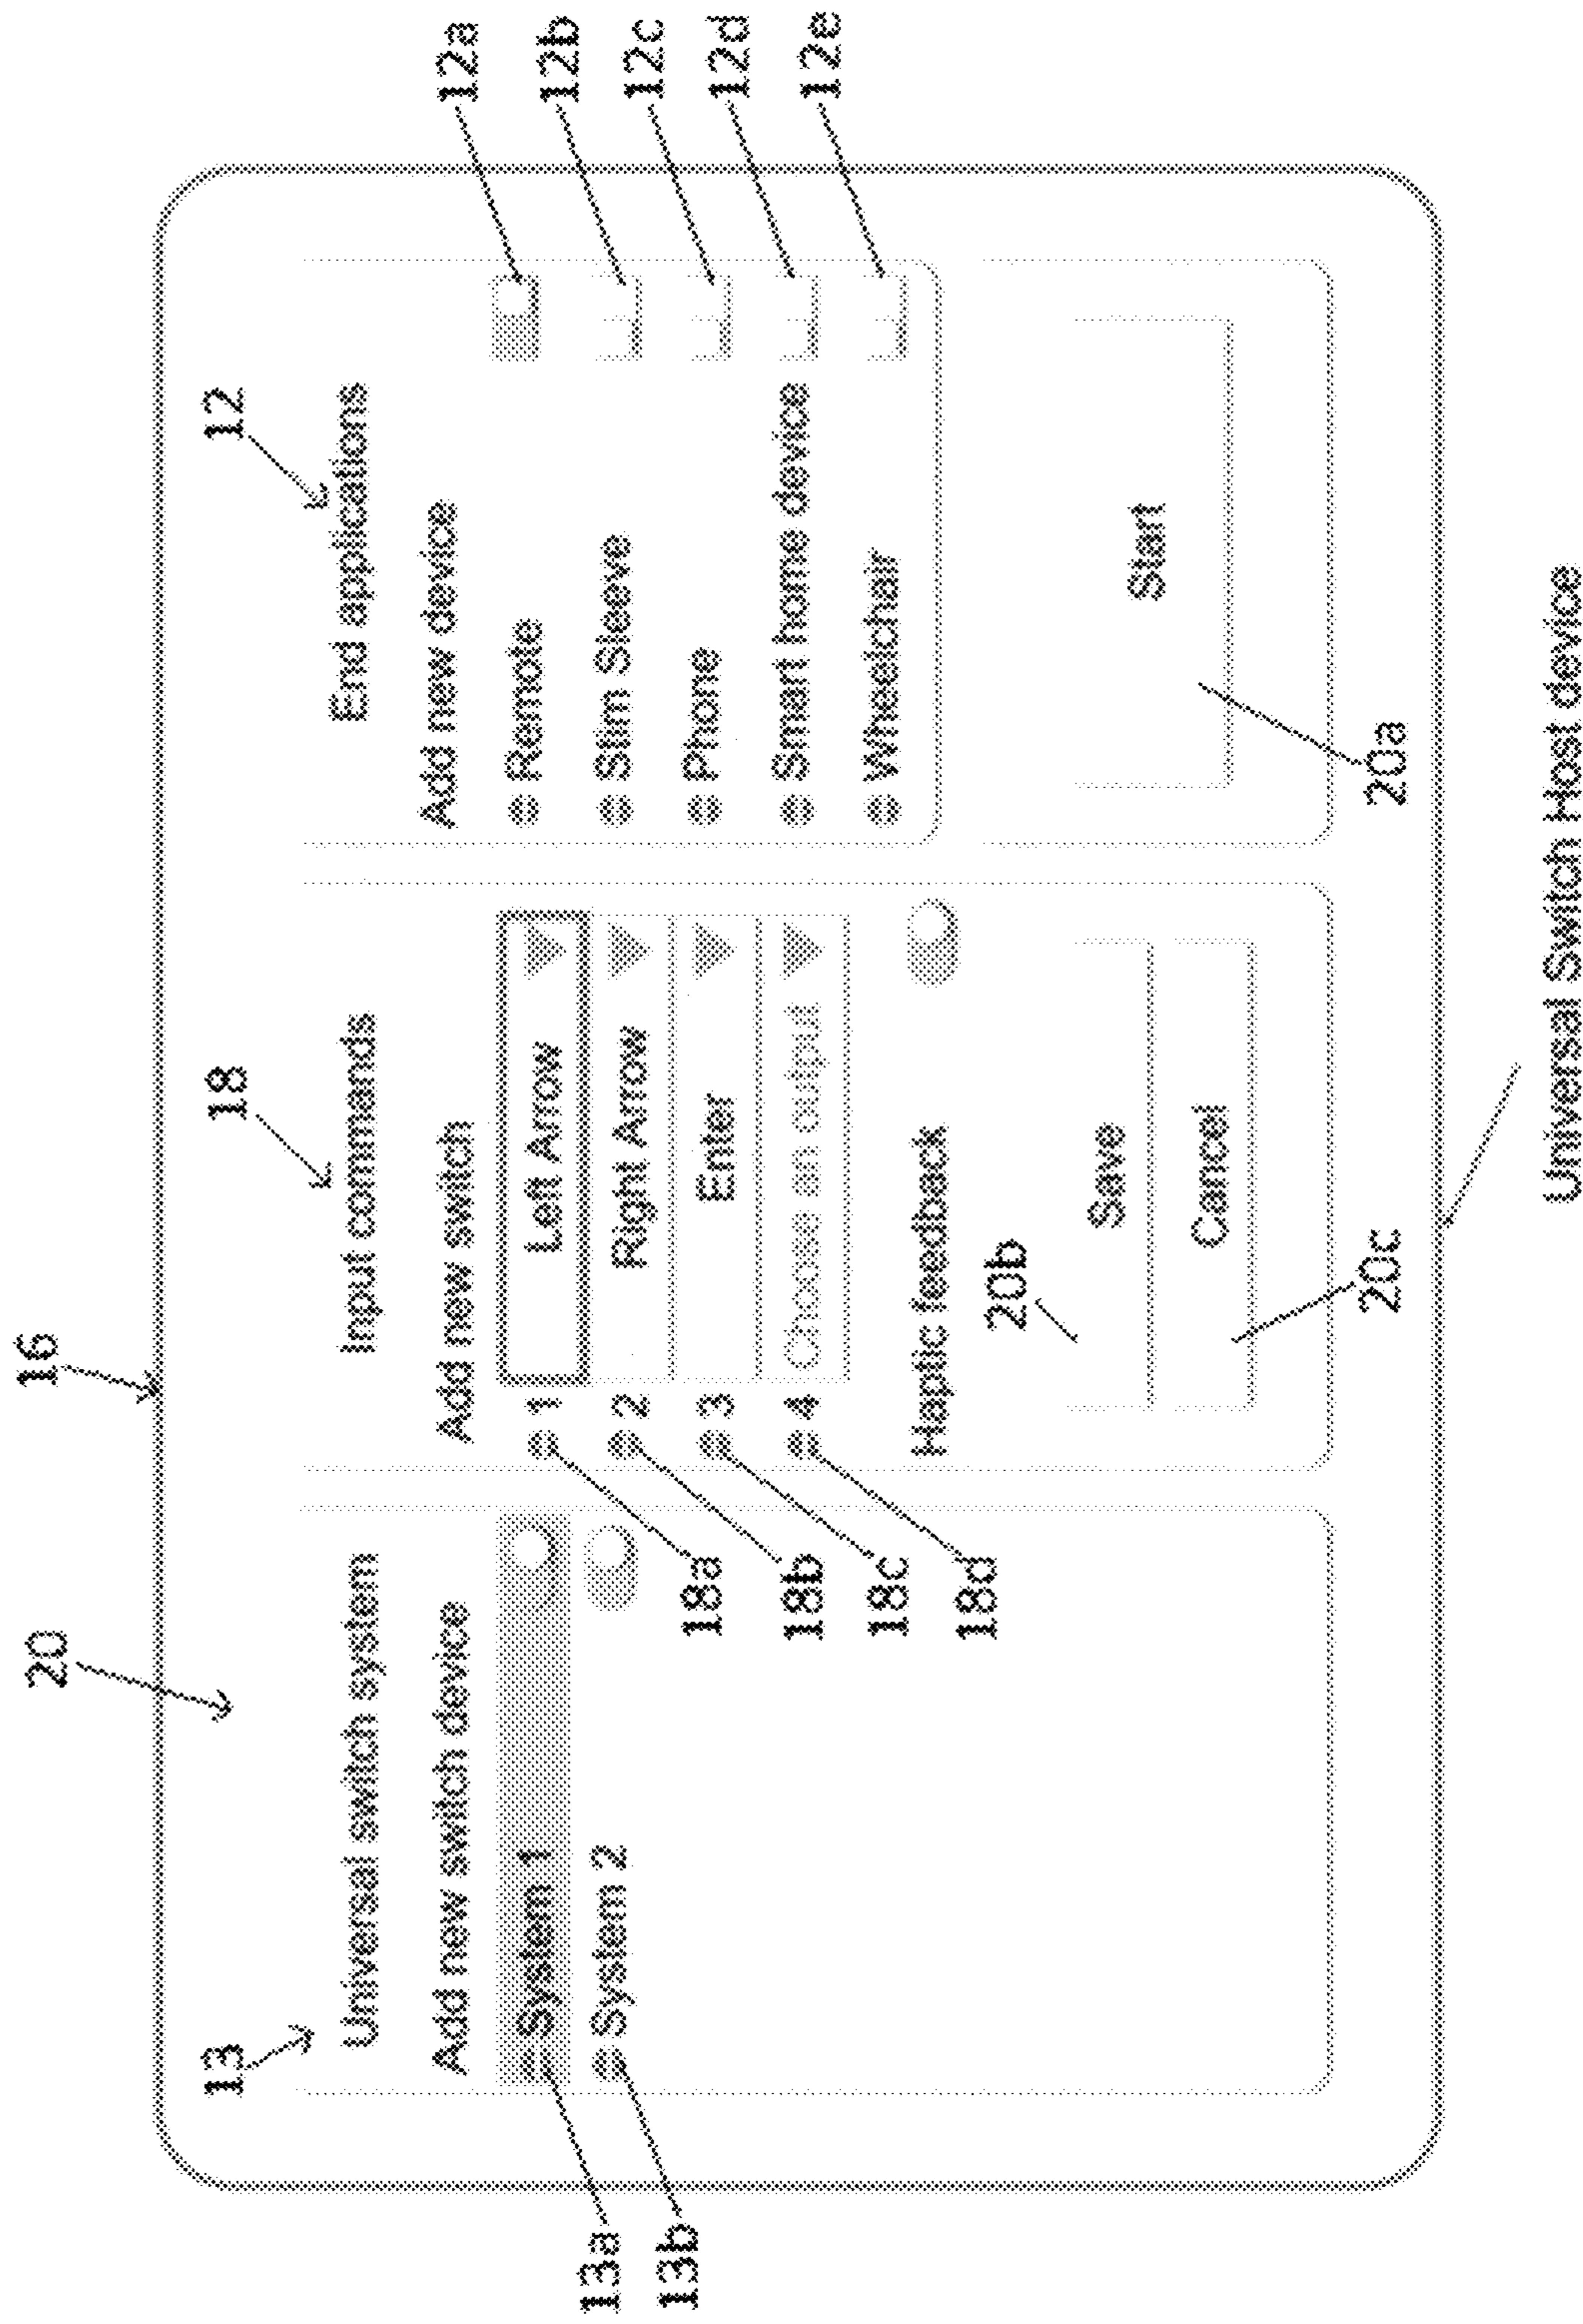 16
20
13
Universal switch system
Add new switch device
System 1
System 2
13a
13b
18
Input commands
Add new switch
1 Left Arrow
2 Right Arrow
3 Enter
4 Choose an output
18a
18b
18c
18d
Haptic feedback
20b
Save
Cancel
20c
12
End applications
Add new device
Remote
Slim Sleeve
Phone
Smart home device
Wheelchair
12a
12b
12c
12d
12e
Start
20a
Universal Switch Host device